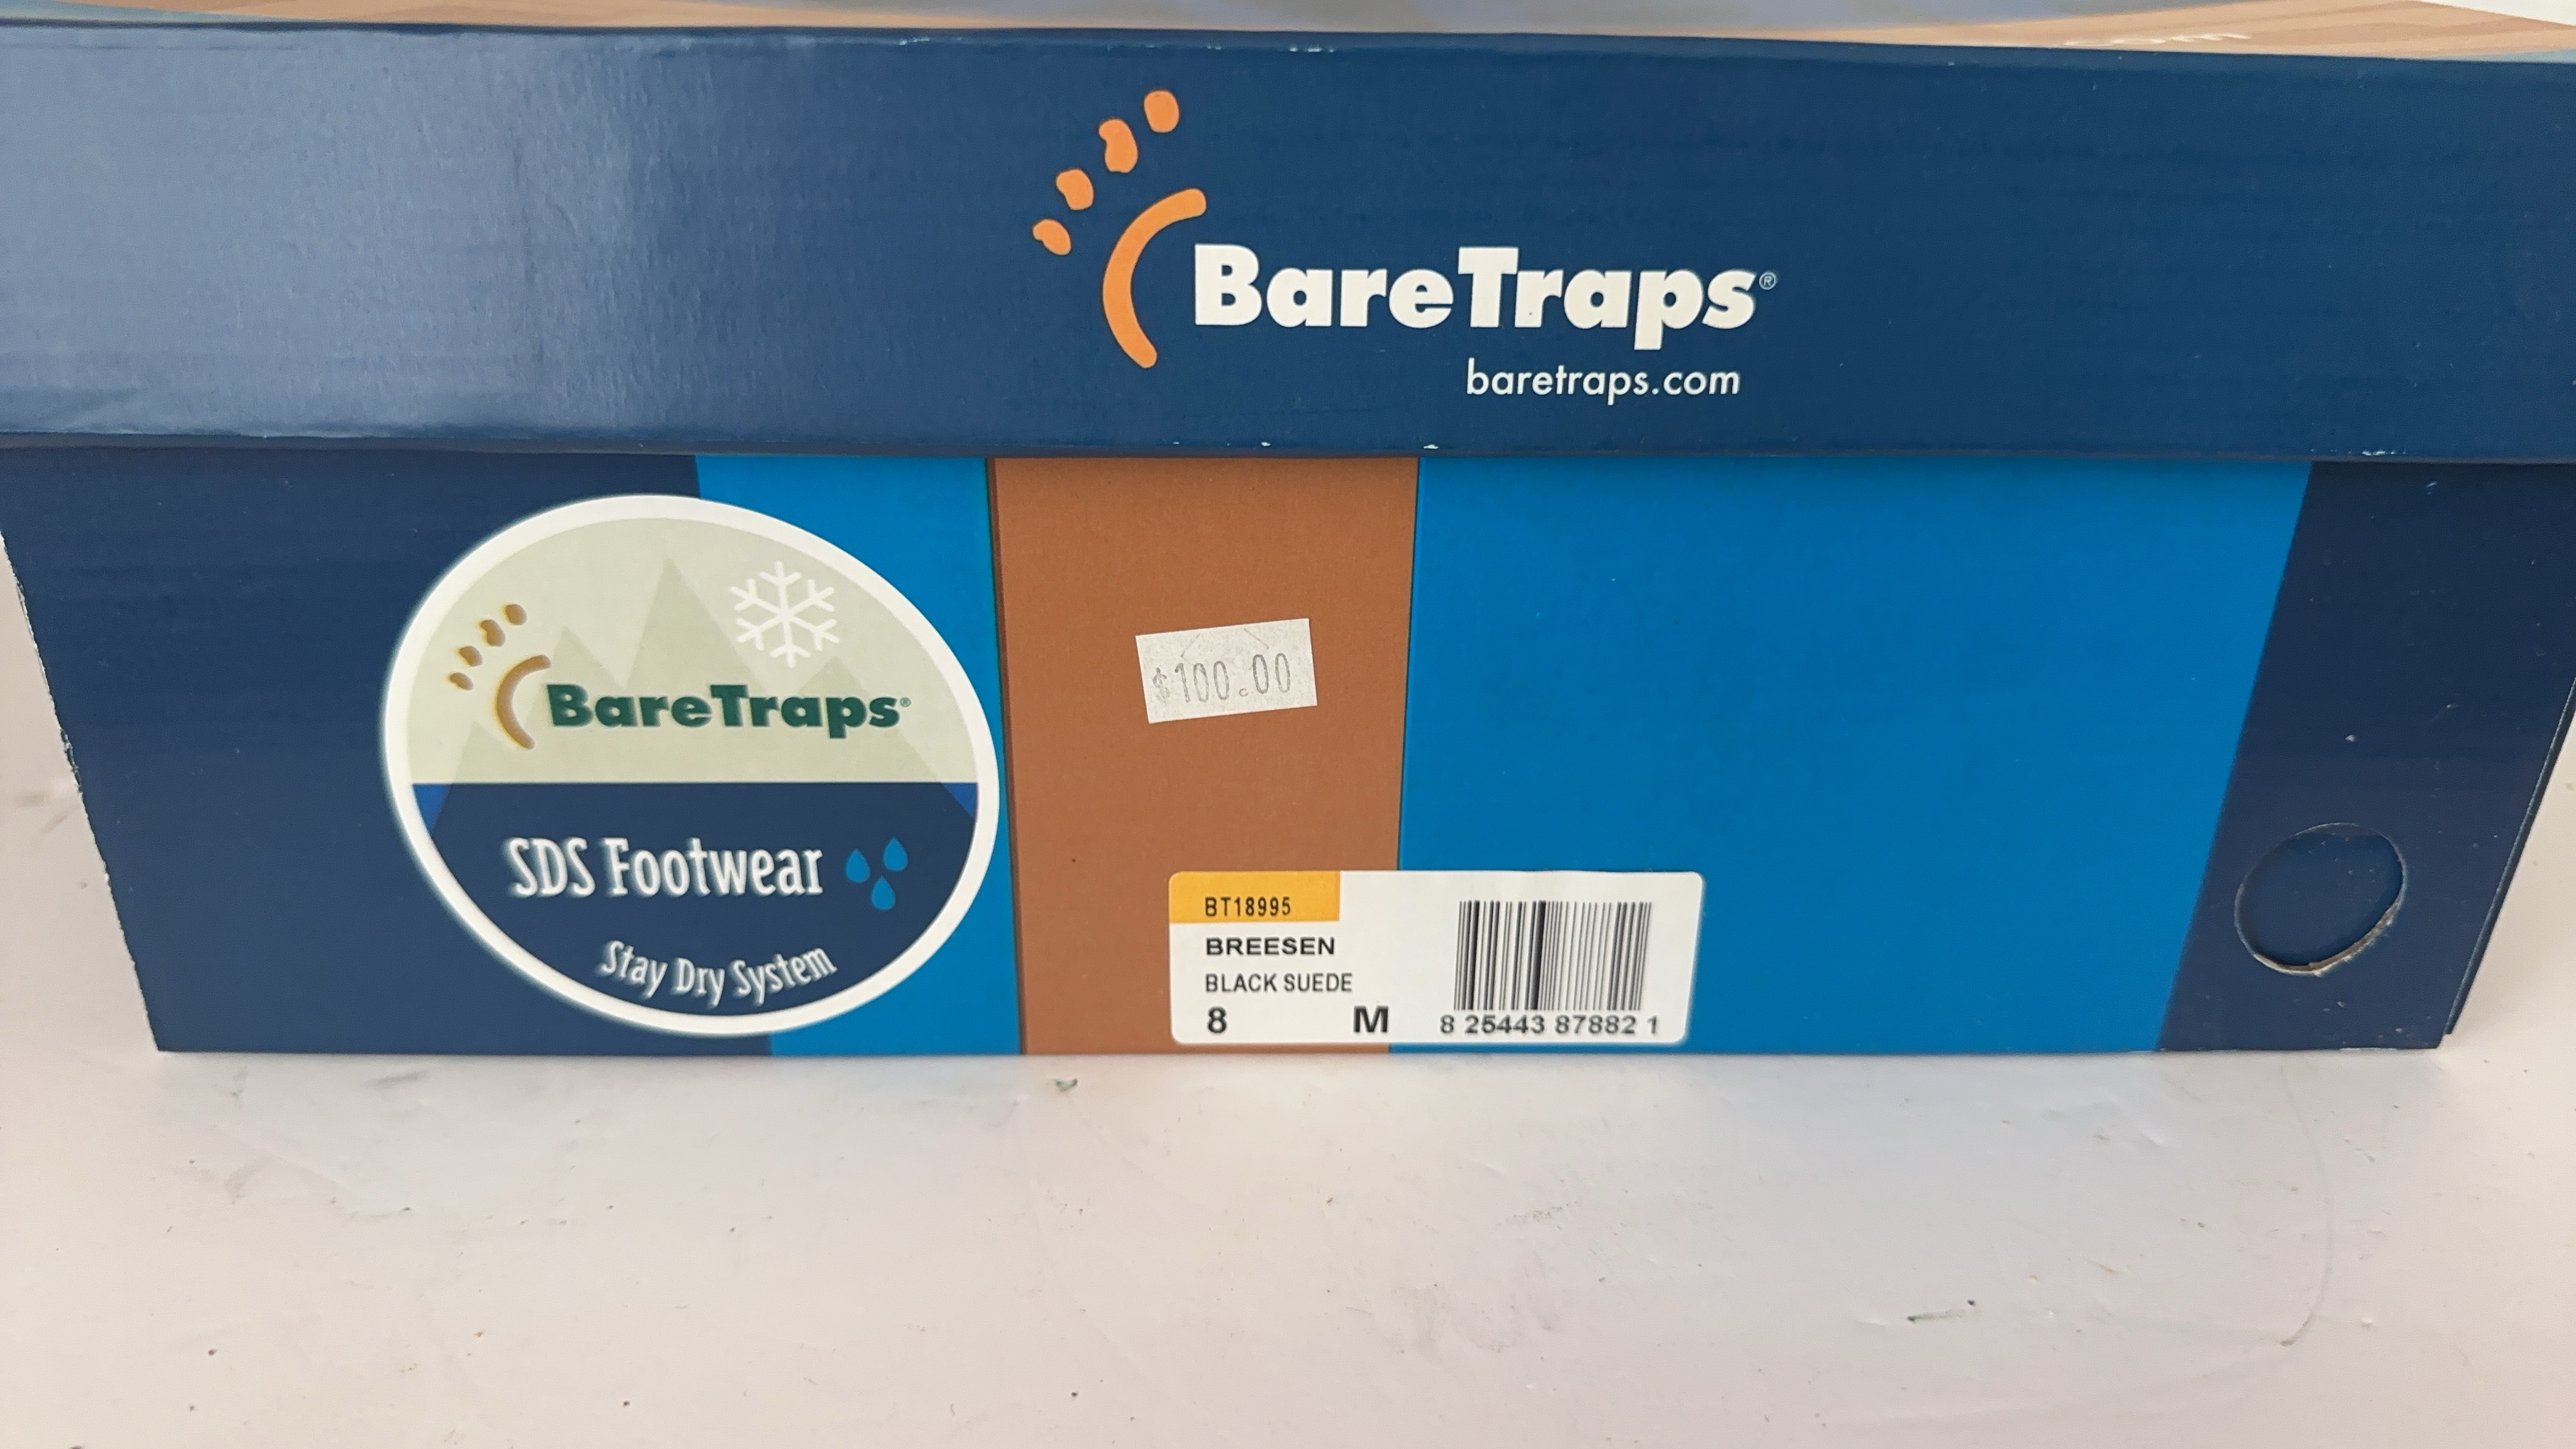 BareTraps®
baretraps.com
BareTraps®
SDS Footwear
Stay Dry System
$100.00
BT18995
BREESEN
BLACK SUEDE
8 M
8 25443 87882 1